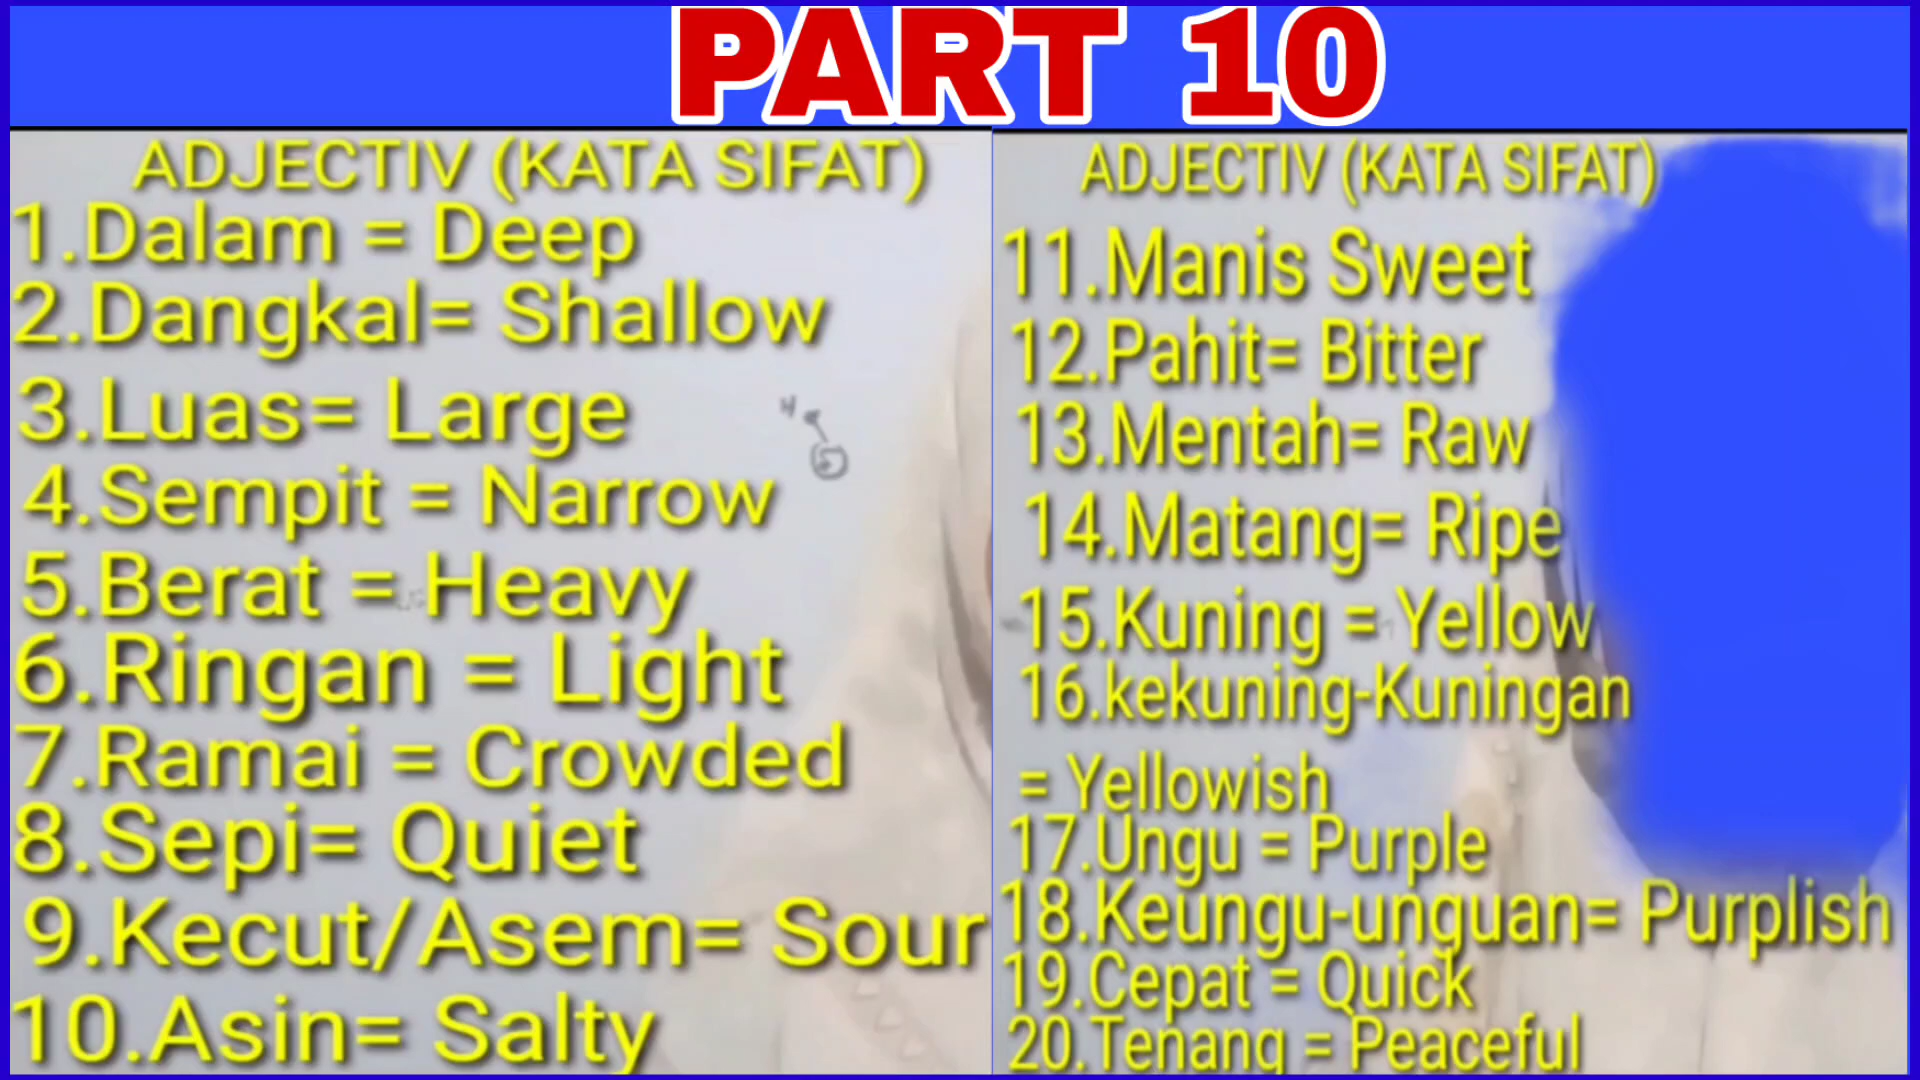 PART 10
ADJECTIV (KATA SIFAT)
1.Dalam = Deep
2.Dangkal= Shallow
3.Luas= Large
4.Sempit = Narrow
5.Berat = Heavy
6.Ringan = Light
7.Ramai = Crowded
8.Sepi= Quiet
9.Kecut/Asem= Sour
10.Asin= Salty
4
5
ADJECTIV (KATA SIFAT)
11.Manis Sweet
12.Pahit= Bitter
13.Mentah= Raw
14.Matang= Ripe
15.Kuning = Yellow
16.kekuning-Kuningan
= Yellowish
17.Ungu = Purple
18.Keungu-unguan= Purplish
19.Cepat = Quick
20.Tenang = Peaceful